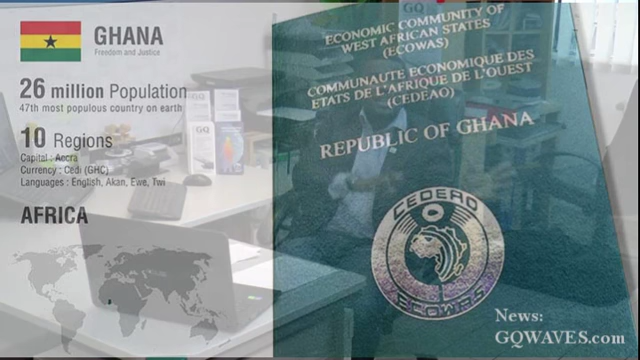 GHANA
Freedom and Justice
26 million Population
47th most populous country on earth
10 Regions
Capital : Accra
Currency : Cedi (GHC)
Languages : English, Akan, Ewe, Twi
AFRICA
ECONOMIC COMMUNITY OF
WEST AFRICAN STATES
(ECOWAS)
COMMUNAUTE ECONOMIQUE DES
ETATS DE L'AFRIQUE DE L'OUEST
(CEDEAO)
REPUBLIC OF GHANA
CEDEAO
ECOWAS
GQ
News:
GQWAVES.com